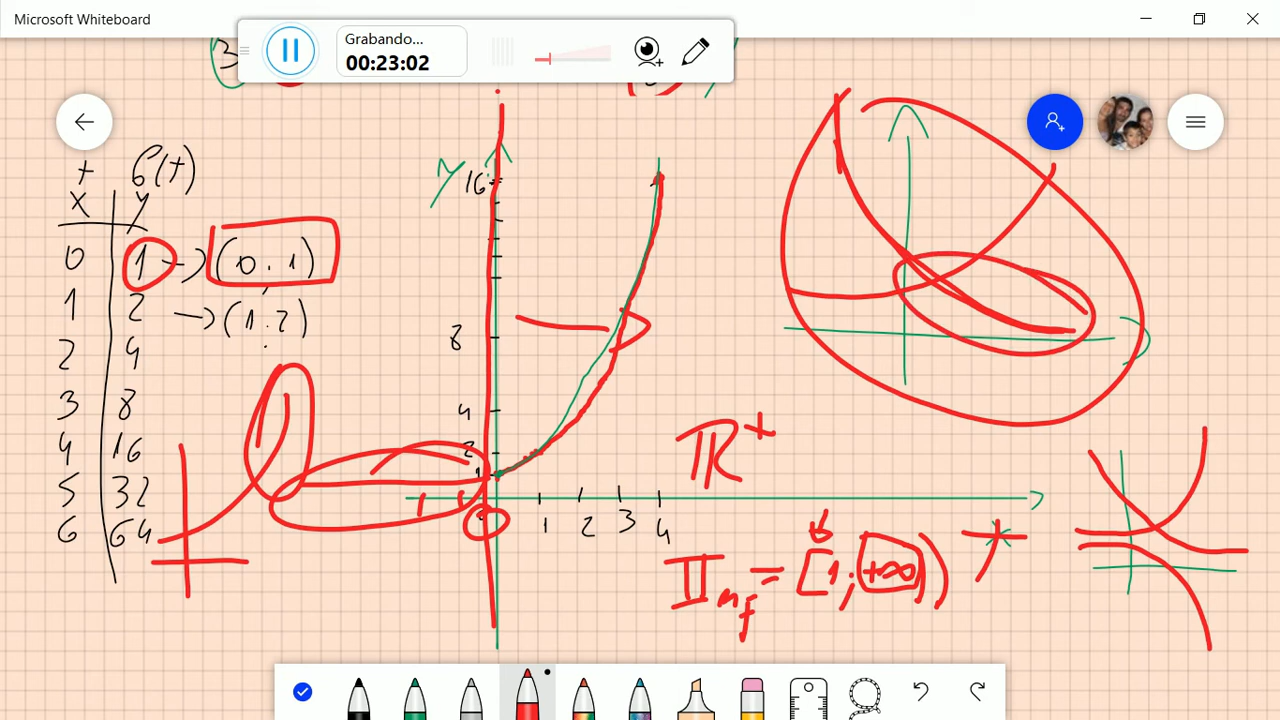 Microsoft Whiteboard
Grabando...
00:23:02
t 6(t)
X Y
0 1 → (0,1)
1 2 → (1,2)
2 4
3 8
4 16
5 32
6 64
Y
16
8
4
2
1
0 1 2 3 4
ℝ+
Im f = [1; +∞)